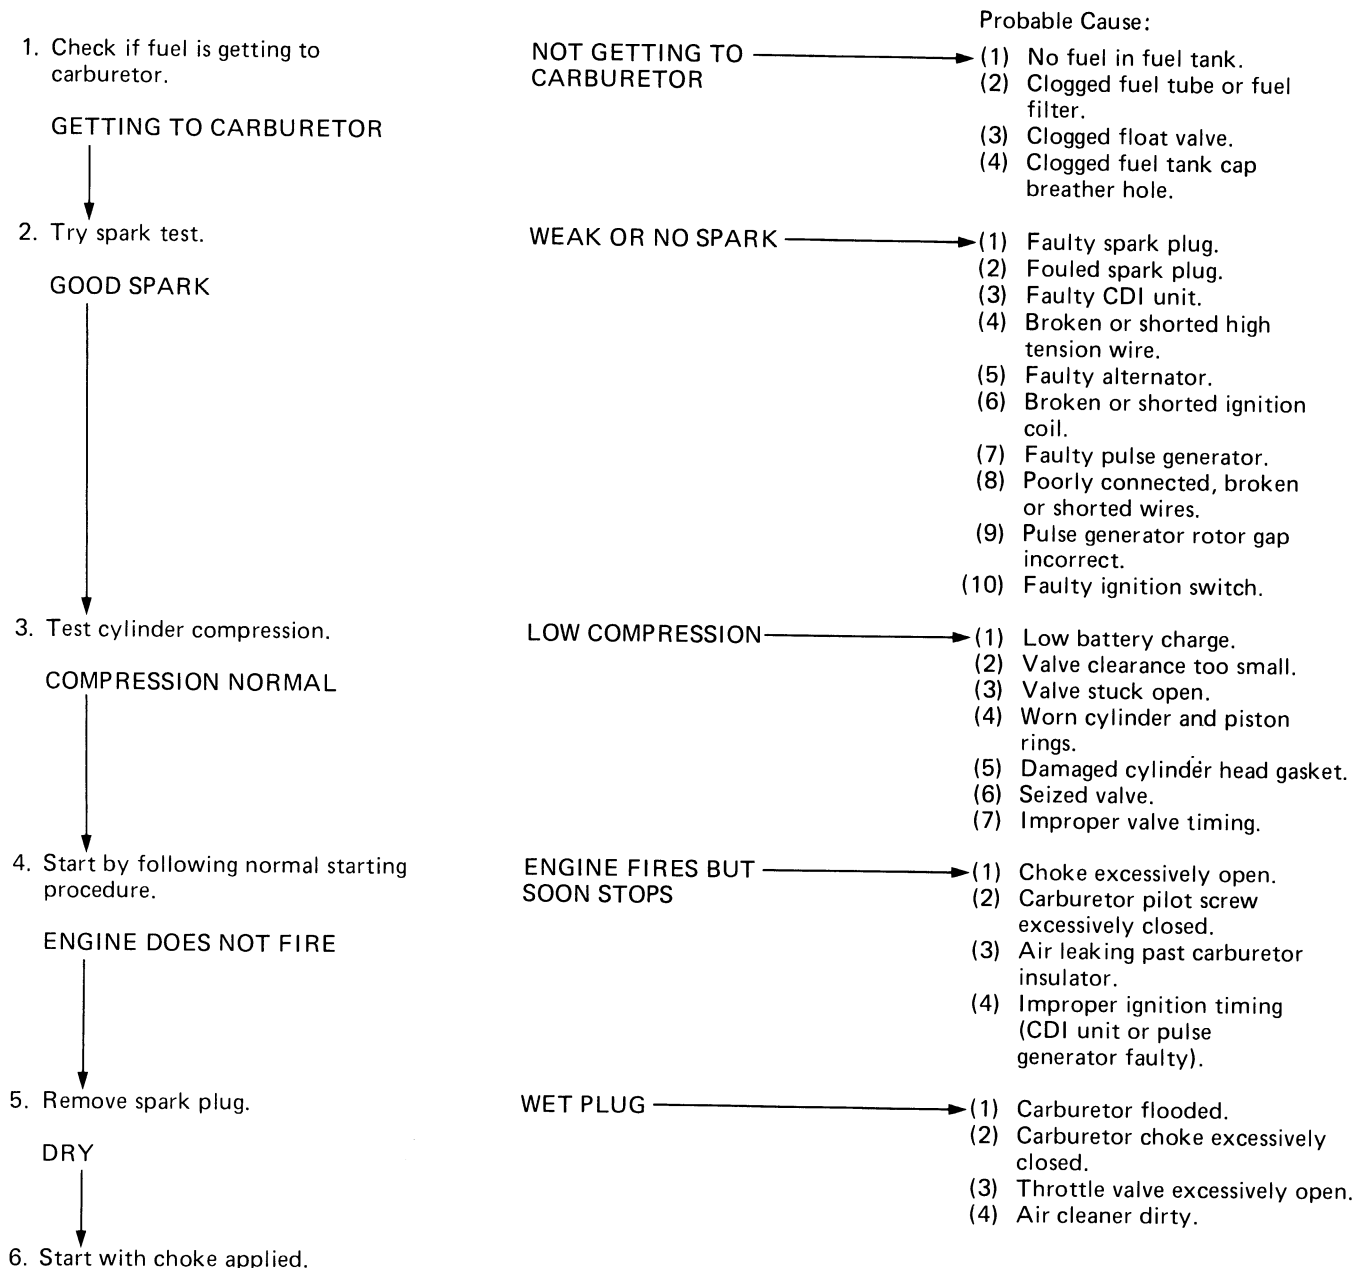 Probable Cause:
1. Check if fuel is getting to
carburetor.
GETTING TO CARBURETOR
NOT GETTING TO
CARBURETOR
(1) No fuel in fuel tank.
(2) Clogged fuel tube or fuel
filter.
(3) Clogged float valve.
(4) Clogged fuel tank cap
breather hole.
2. Try spark test.
GOOD SPARK
WEAK OR NO SPARK
(1) Faulty spark plug.
(2) Fouled spark plug.
(3) Faulty CDI unit.
(4) Broken or shorted high
tension wire.
(5) Faulty alternator.
(6) Broken or shorted ignition
coil.
(7) Faulty pulse generator.
(8) Poorly connected, broken
or shorted wires.
(9) Pulse generator rotor gap
incorrect.
(10) Faulty ignition switch.
3. Test cylinder compression.
COMPRESSION NORMAL
LOW COMPRESSION
(1) Low battery charge.
(2) Valve clearance too small.
(3) Valve stuck open.
(4) Worn cylinder and piston
rings.
(5) Damaged cylinder head gasket.
(6) Seized valve.
(7) Improper valve timing.
4. Start by following normal starting
procedure.
ENGINE DOES NOT FIRE
ENGINE FIRES BUT
SOON STOPS
(1) Choke excessively open.
(2) Carburetor pilot screw
excessively closed.
(3) Air leaking past carburetor
insulator.
(4) Improper ignition timing
(CDI unit or pulse
generator faulty).
5. Remove spark plug.
DRY
WET PLUG
(1) Carburetor flooded.
(2) Carburetor choke excessively
closed.
(3) Throttle valve excessively open.
(4) Air cleaner dirty.
6. Start with choke applied.